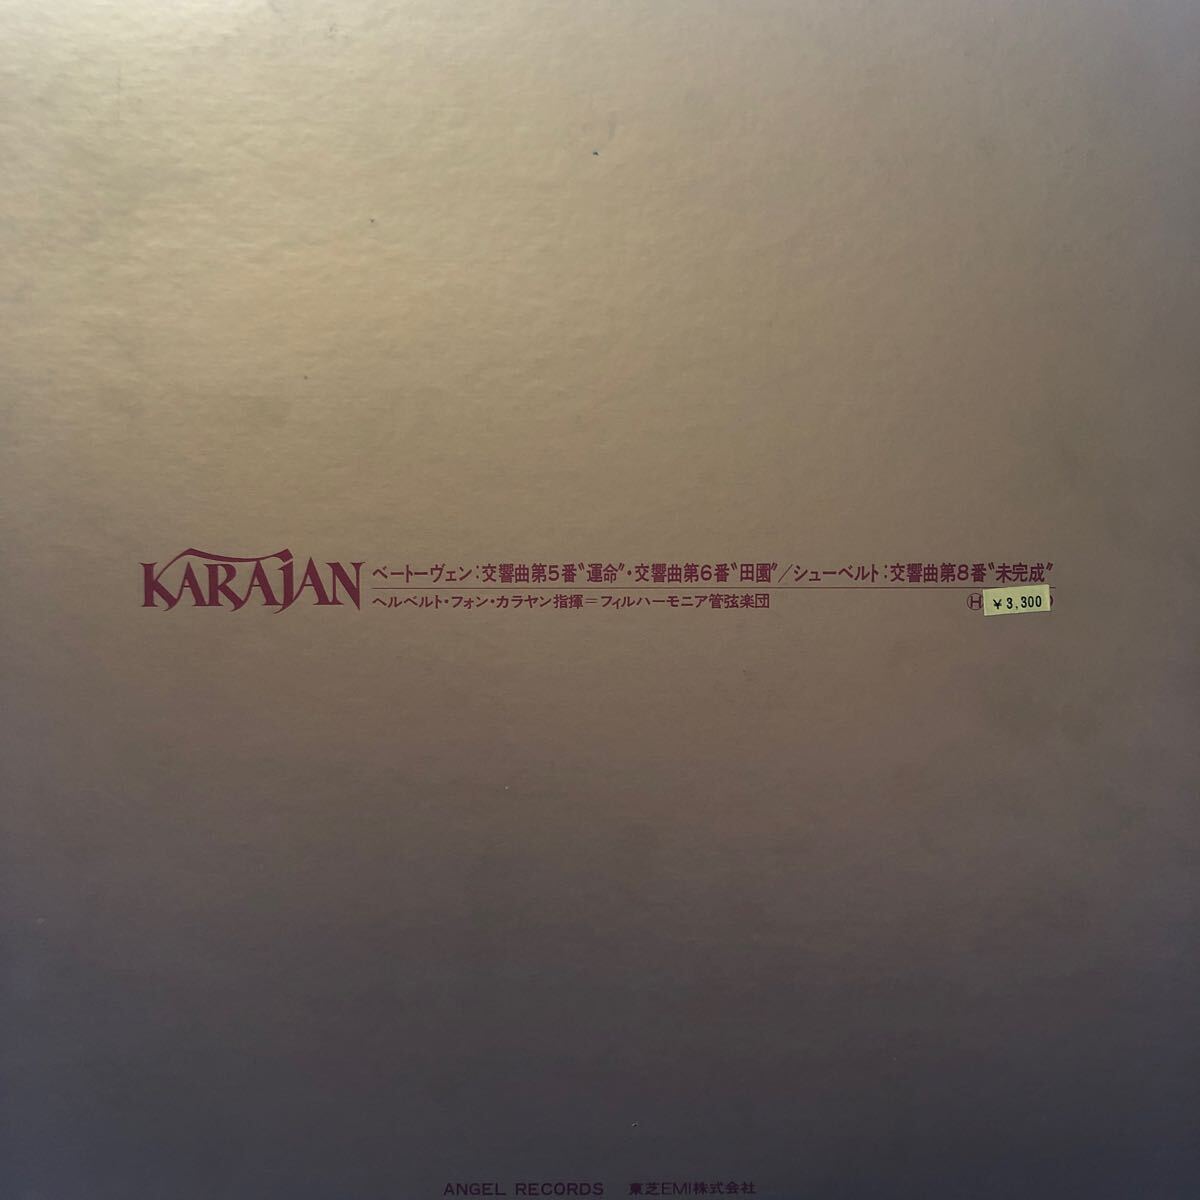 KARAJAN
ベートーヴェン:交響曲第5番“運命”・交響曲第6番“田園”/シューベルト:交響曲第8番“未完成”
ヘルベルト・フォン・カラヤン指揮=フィルハーモニア管弦楽団
Ⓗ
¥3,300
ANGEL RECORDS 東芝EMI株式会社